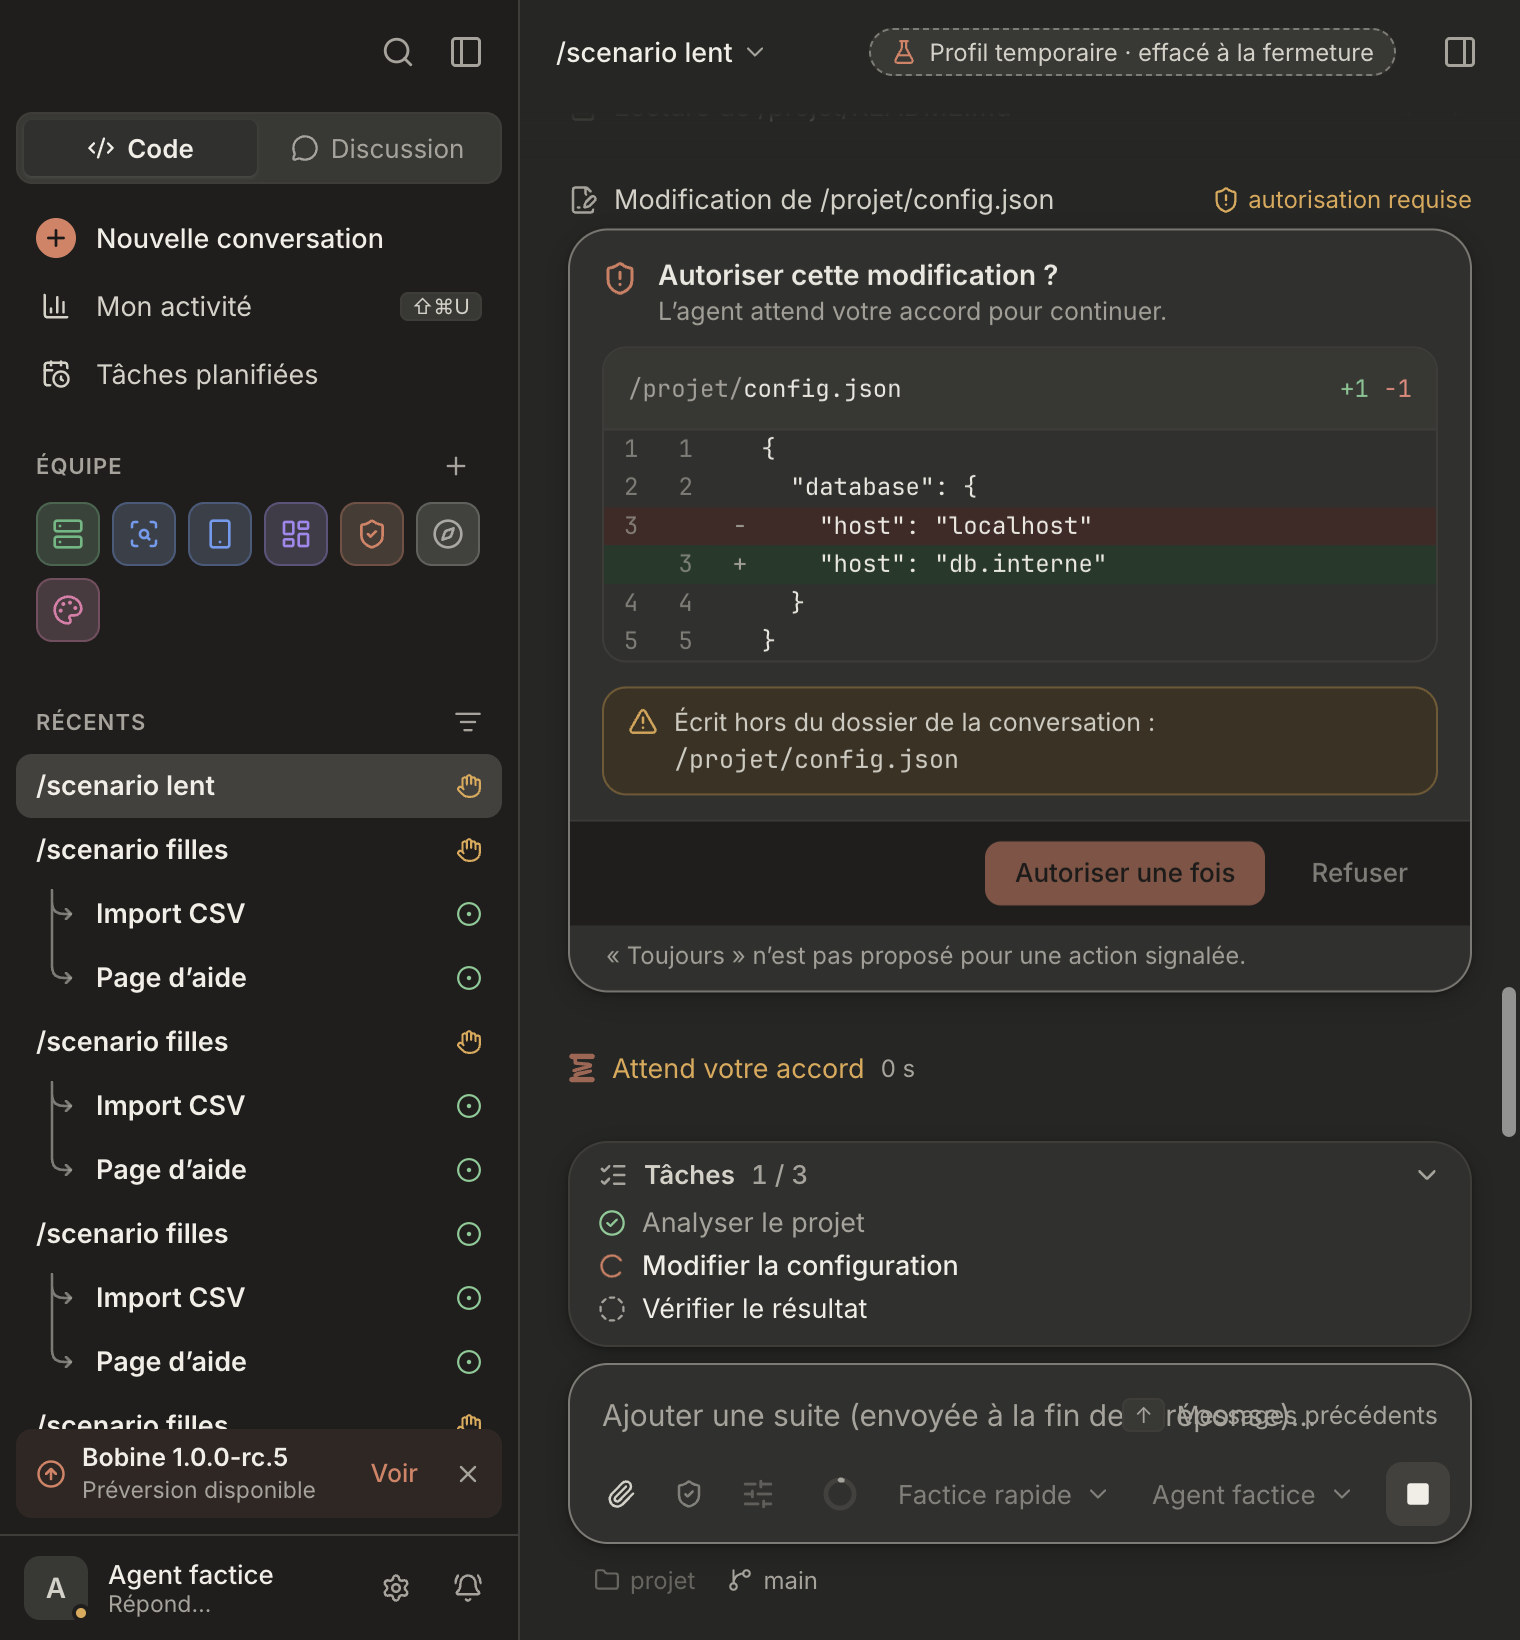 /scenario lent
Profil temporaire · effacé à la fermeture
Code
Discussion
Nouvelle conversation
Mon activité
⇧⌘U
Tâches planifiées
ÉQUIPE
RÉCENTS
/scenario lent
/scenario filles
Import CSV
Page d’aide
/scenario filles
Import CSV
Page d’aide
/scenario filles
Import CSV
Page d’aide
/scenario filles
Bobine 1.0.0-rc.5
Préversion disponible
Voir
A
Agent factice
Répond...
Modification de /projet/config.json
autorisation requise
Autoriser cette modification ?
L’agent attend votre accord pour continuer.
/projet/config.json
+1 -1
1 1 {
2 2 "database": {
3 - "host": "localhost"
3 + "host": "db.interne"
4 4 }
5 5 }
Écrit hors du dossier de la conversation :
/projet/config.json
Autoriser une fois
Refuser
« Toujours » n’est pas proposé pour une action signalée.
Attend votre accord 0 s
Tâches 1 / 3
Analyser le projet
Modifier la configuration
Vérifier le résultat
Ajouter une suite (envoyée à la fin de réponse)…
Messages précédents
Factice rapide
Agent factice
projet
main